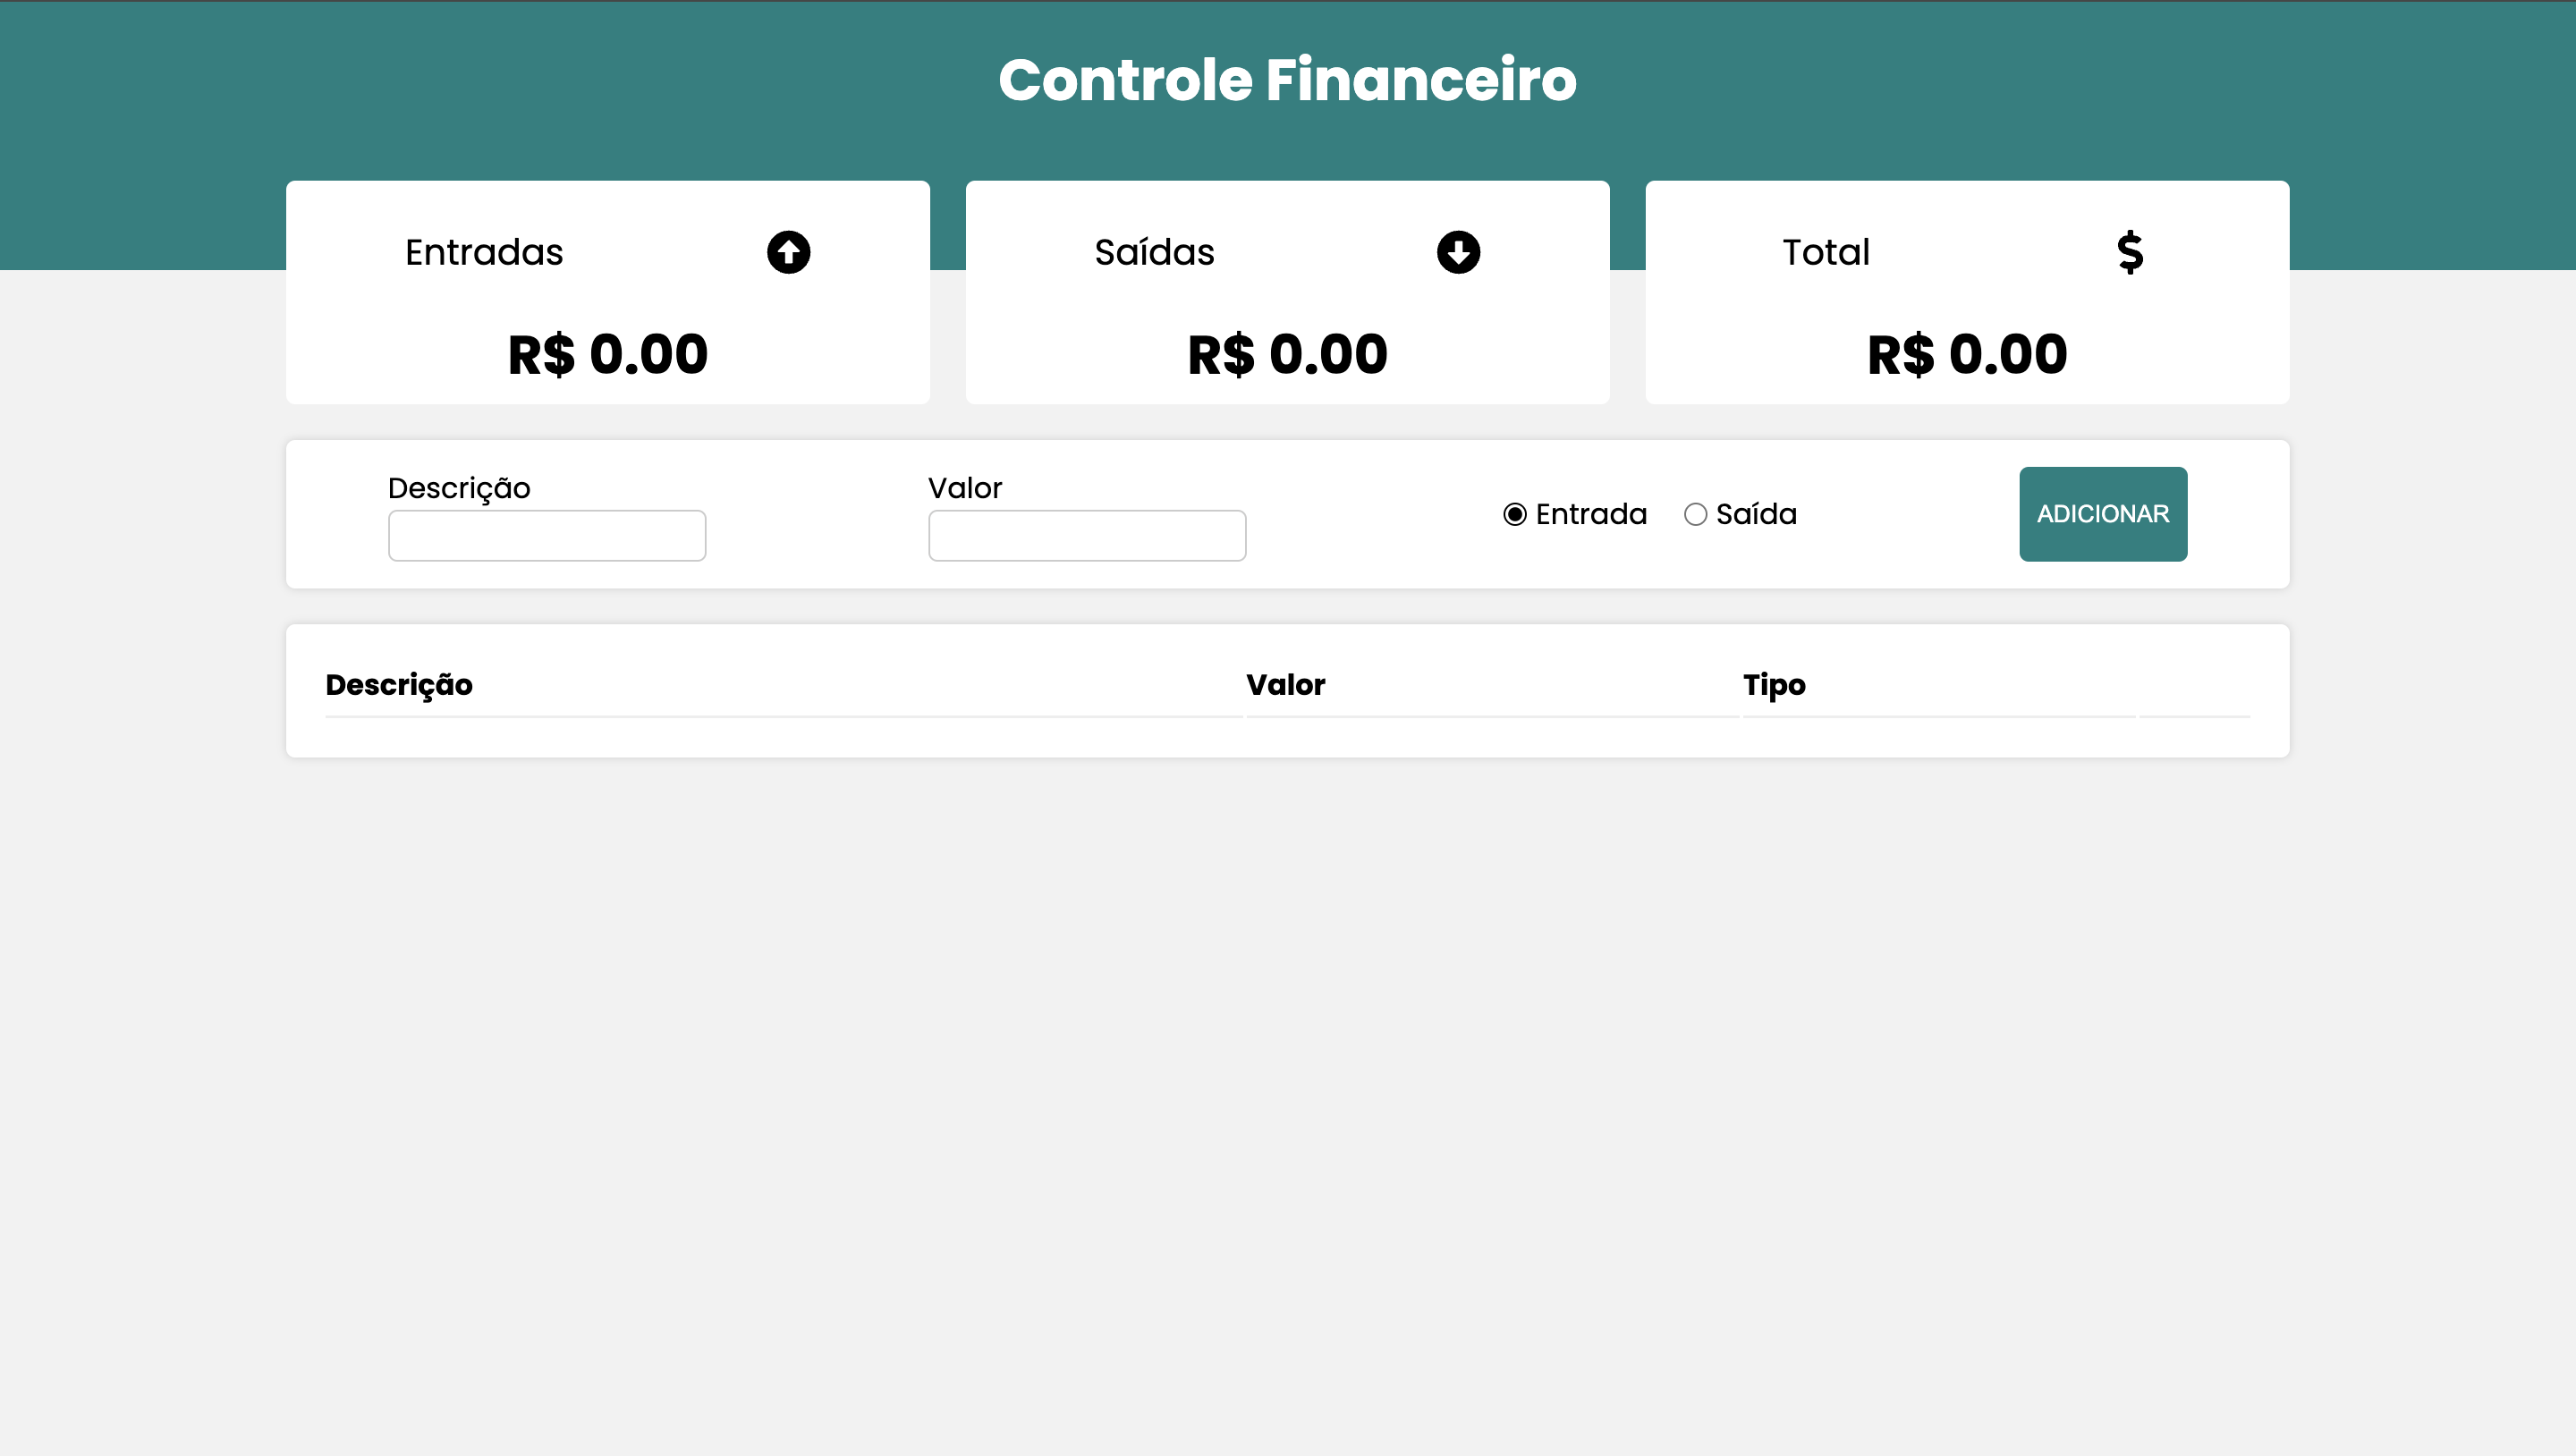 Controle Financeiro
Entradas
Saídas
Total
R$ 0.00
R$ 0.00
R$ 0.00
Descrição
Valor
Entrada
Saída
ADICIONAR
Descrição
Valor
Tipo